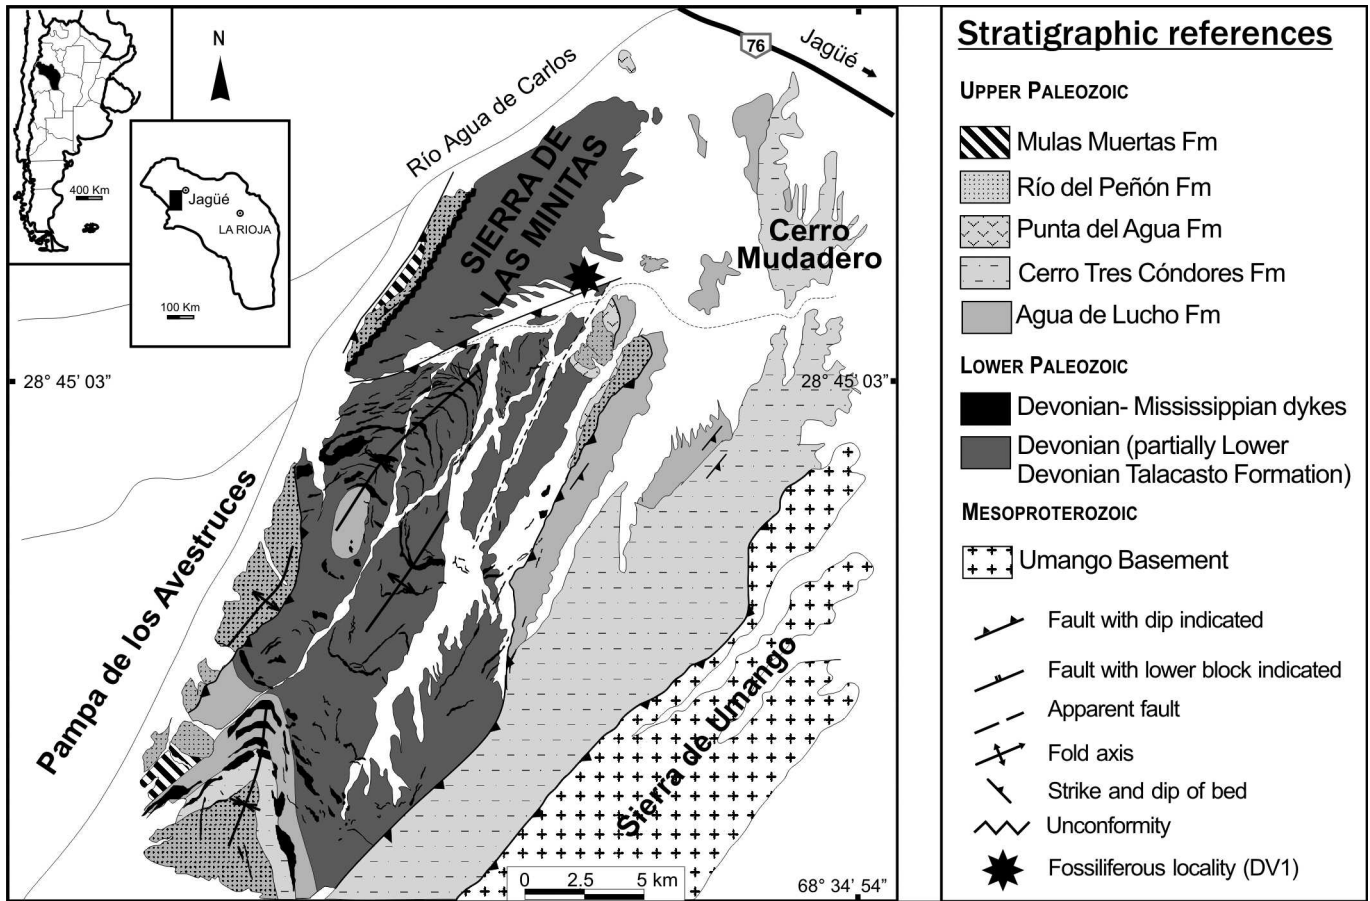 N
76
Jagüé
Río Agua de Carlos
400 Km
Jagüé
LA RIOJA
100 Km
SIERRA DE
LAS MINITAS
Cerro
Mudadero
28° 45' 03"
28° 45' 03"
Pampa de los Avestruces
Sierra de Umango
0 2.5 5 km
68° 34' 54"
Stratigraphic references
UPPER PALEOZOIC
Mulas Muertas Fm
Río del Peñón Fm
Punta del Agua Fm
Cerro Tres Cóndores Fm
Agua de Lucho Fm
LOWER PALEOZOIC
Devonian- Mississippian dykes
Devonian (partially Lower
Devonian Talacasto Formation)
MESOPROTEROZOIC
Umango Basement
Fault with dip indicated
Fault with lower block indicated
Apparent fault
Fold axis
Strike and dip of bed
Unconformity
Fossiliferous locality (DV1)